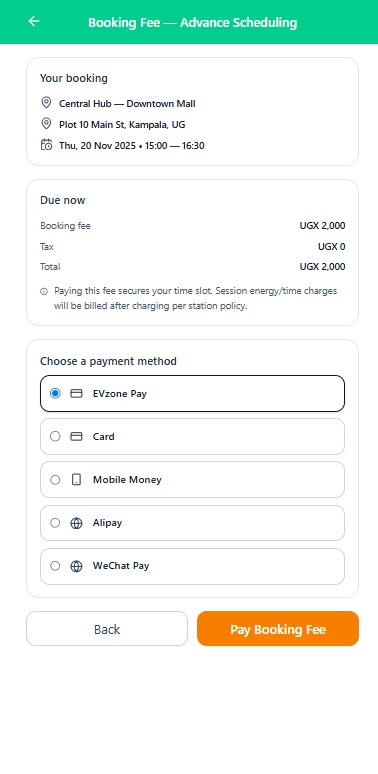 Booking Fee — Advance Scheduling
Your booking
Central Hub — Downtown Mall
Plot 10 Main St, Kampala, UG
Thu, 20 Nov 2025 • 15:00 — 16:30
Due now
Booking fee UGX 2,000
Tax UGX 0
Total UGX 2,000
Paying this fee secures your time slot. Session energy/time charges
will be billed after charging per station policy.
Choose a payment method
EVzone Pay
Card
Mobile Money
Alipay
WeChat Pay
Back Pay Booking Fee